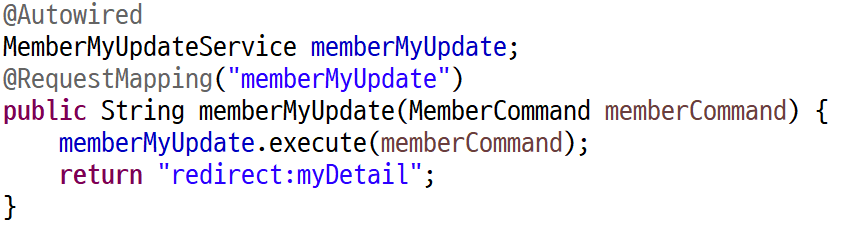 @Autowired
MemberMyUpdateService memberMyUpdate;
@RequestMapping("memberMyUpdate")
public String memberMyUpdate(MemberCommand memberCommand) {
    memberMyUpdate.execute(memberCommand);
    return "redirect:myDetail";
}